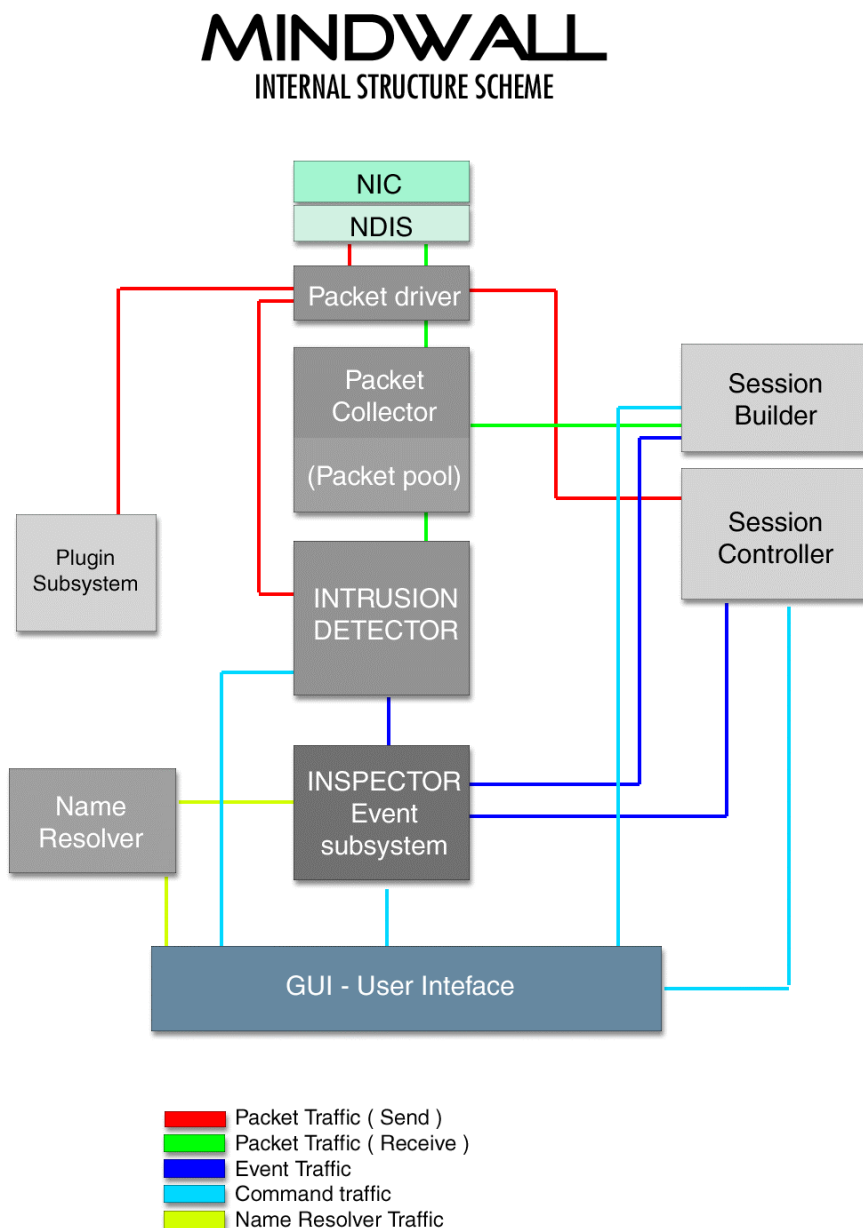 MINDWALL
INTERNAL STRUCTURE SCHEME
NIC
NDIS
Packet driver
Packet
Collector
(Packet pool)
Session
Builder
Session
Controller
Plugin
Subsystem
INTRUSION
DETECTOR
Name
Resolver
INSPECTOR
Event
subsystem
GUI - User Inteface
Packet Traffic ( Send )
Packet Traffic ( Receive )
Event Traffic
Command traffic
Name Resolver Traffic